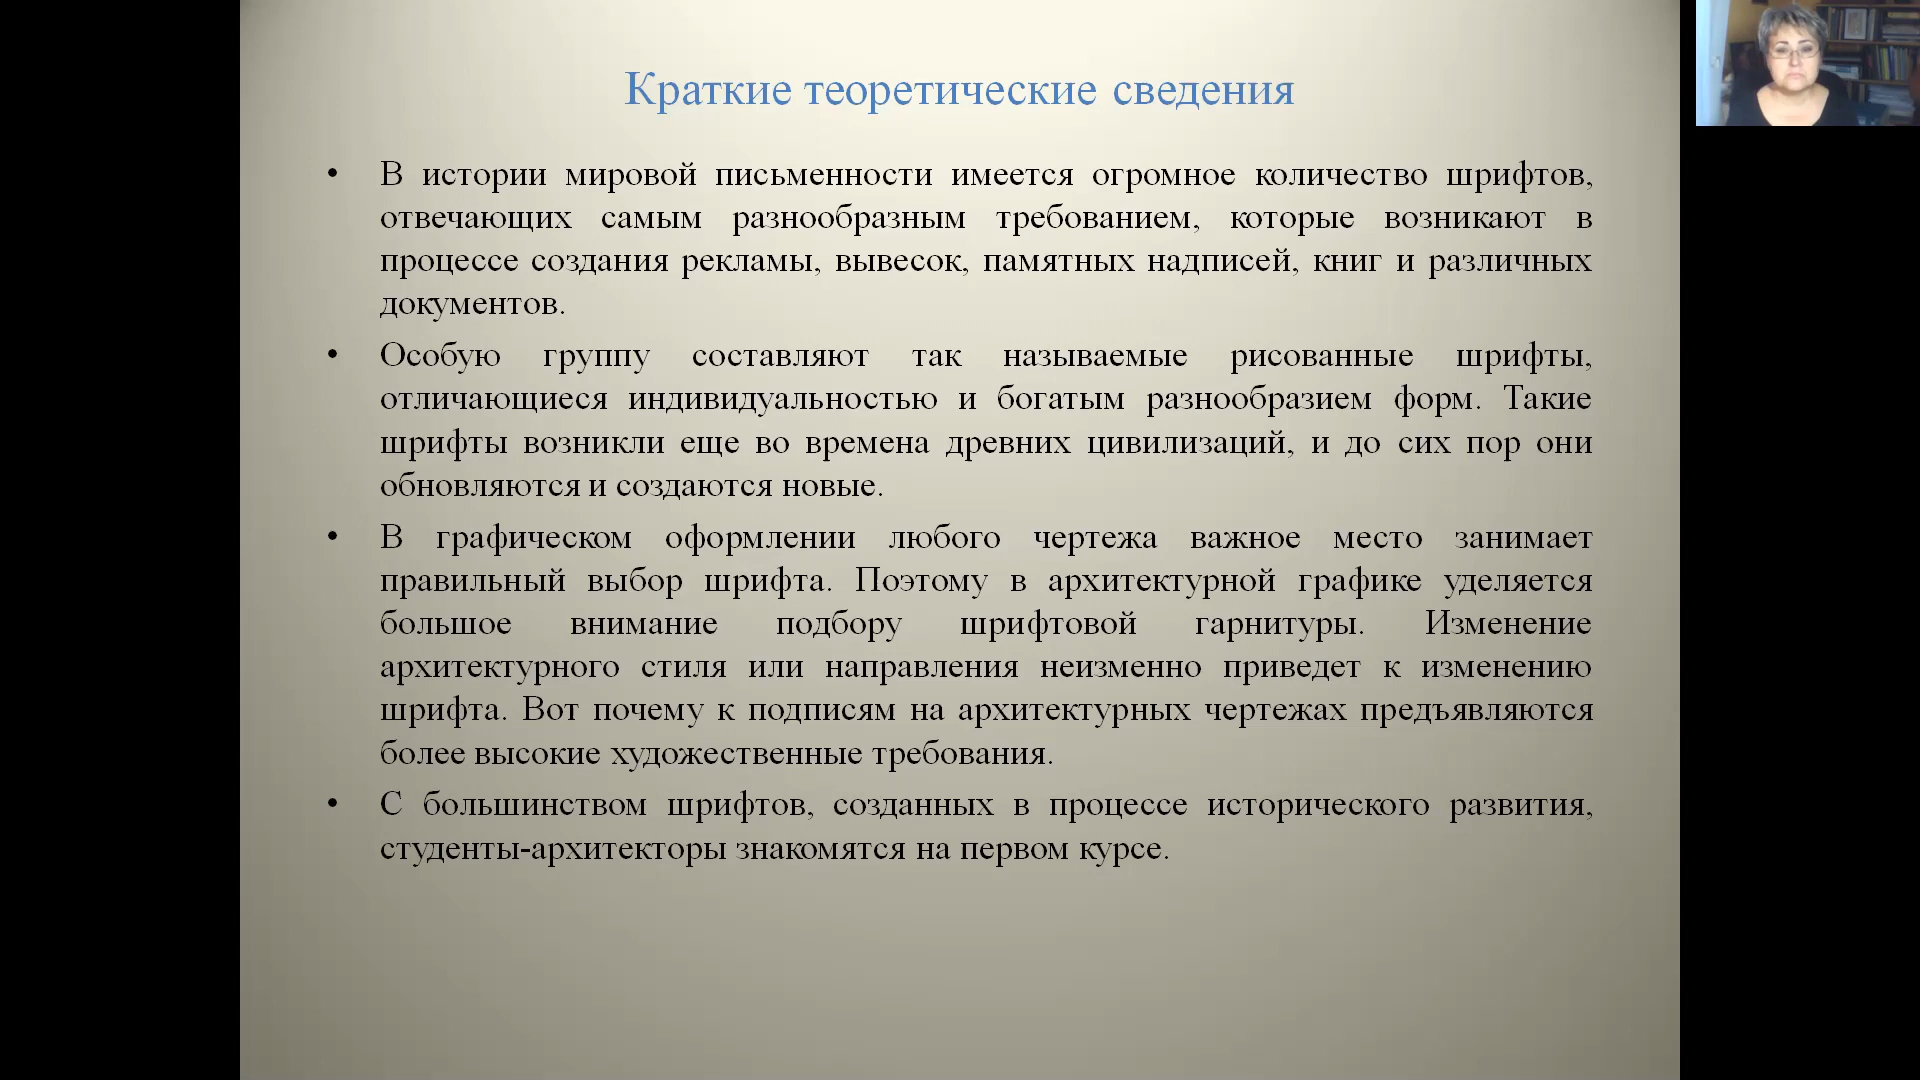 Краткие теоретические сведения
• В истории мировой письменности имеется огромное количество шрифтов,
отвечающих самым разнообразным требованием, которые возникают в
процессе создания рекламы, вывесок, памятных надписей, книг и различных
документов.
• Особую группу составляют так называемые рисованные шрифты,
отличающиеся индивидуальностью и богатым разнообразием форм. Такие
шрифты возникли еще во времена древних цивилизаций, и до сих пор они
обновляются и создаются новые.
• В графическом оформлении любого чертежа важное место занимает
правильный выбор шрифта. Поэтому в архитектурной графике уделяется
большое внимание подбору шрифтовой гарнитуры. Изменение
архитектурного стиля или направления неизменно приведет к изменению
шрифта. Вот почему к подписям на архитектурных чертежах предъявляются
более высокие художественные требования.
• С большинством шрифтов, созданных в процессе исторического развития,
студенты-архитекторы знакомятся на первом курсе.